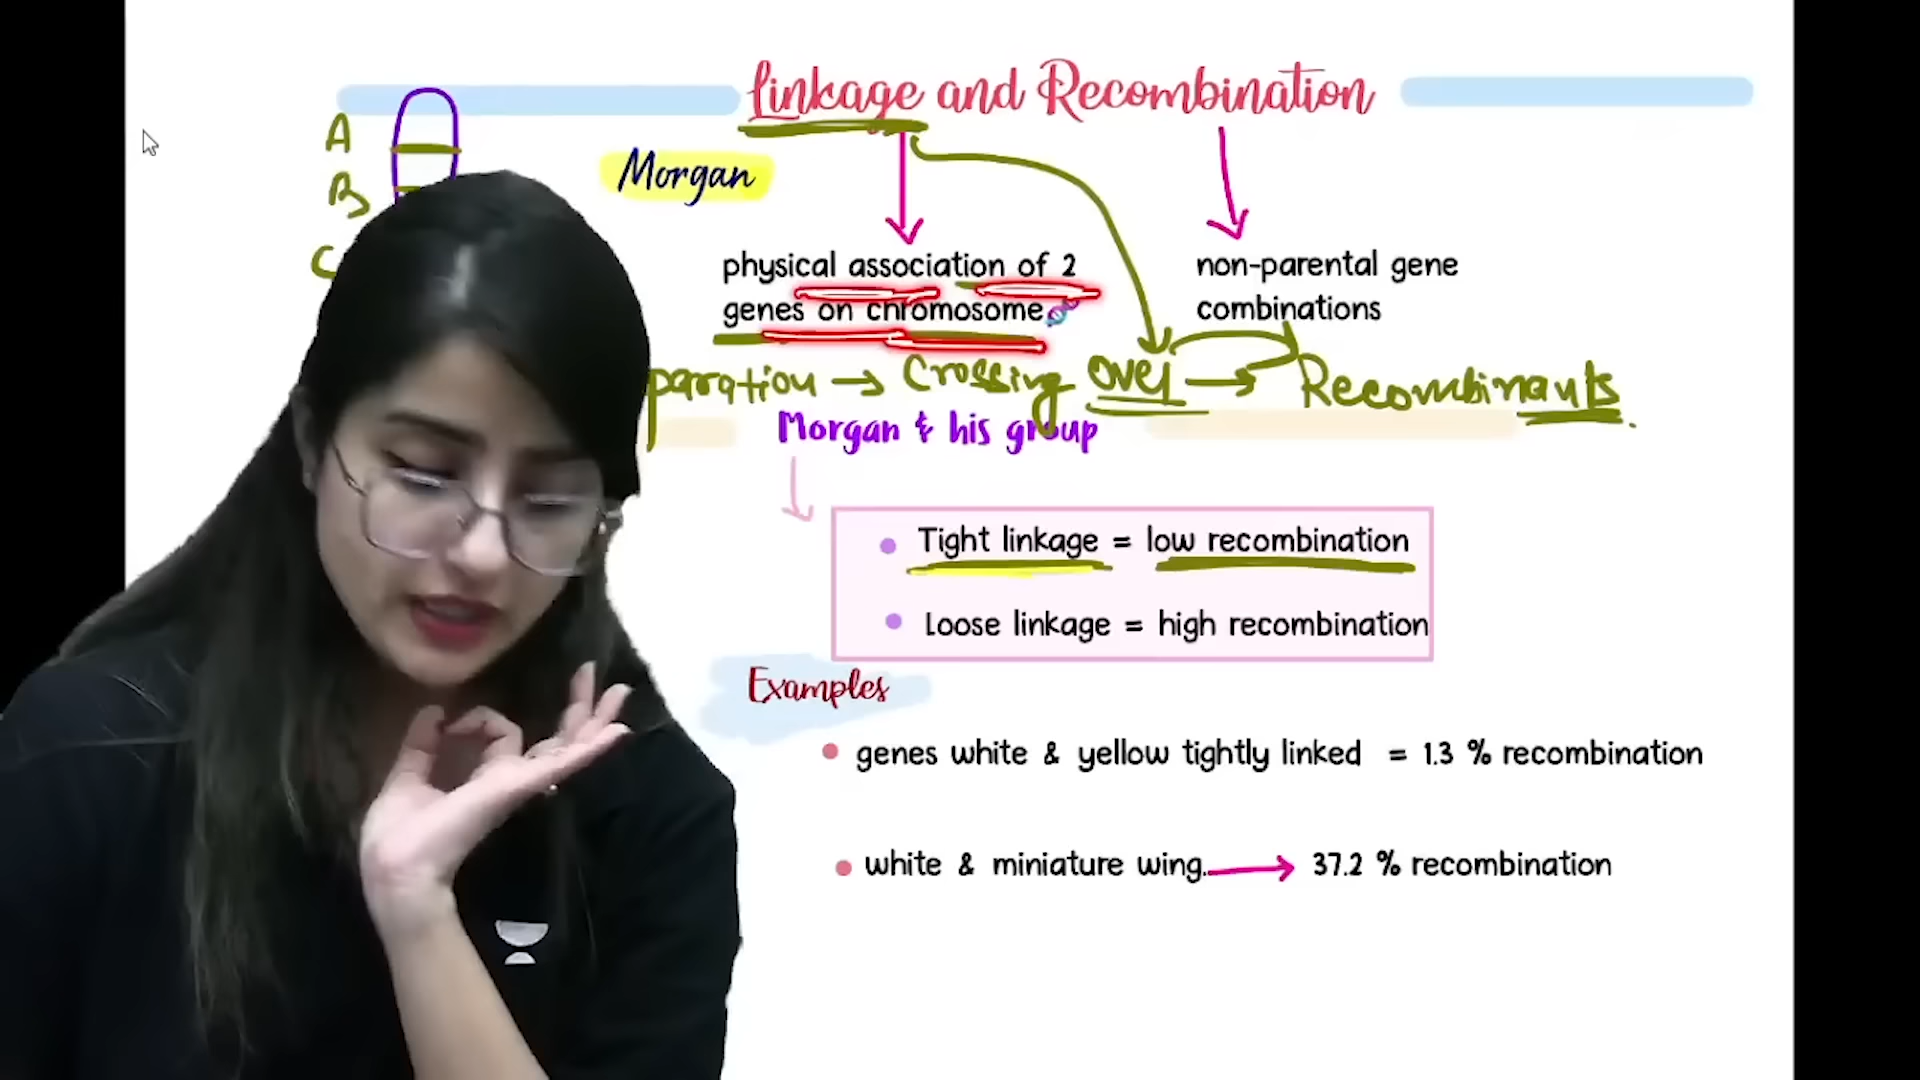 Linkage and Recombination
A
B
C
Morgan
physical association of 2
genes on chromosome
non-parental gene
combinations
paration → Crossing over → Recombinants.
Morgan & his group
Tight linkage = low recombination
Loose linkage = high recombination
Examples
genes white & yellow tightly linked = 1.3 % recombination
white & miniature wing.. → 37.2 % recombination